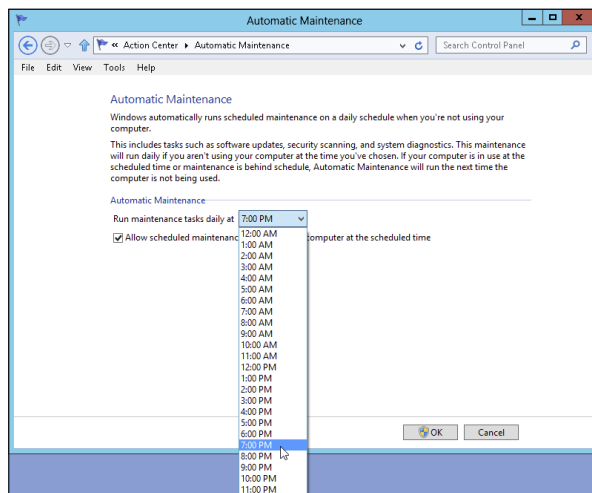 Automatic Maintenance
« Action Center ▸ Automatic Maintenance
Search Control Panel
File Edit View Tools Help
Automatic Maintenance
Windows automatically runs scheduled maintenance on a daily schedule when you're not using your
computer.
This includes tasks such as software updates, security scanning, and system diagnostics. This maintenance
will run daily if you aren't using your computer at the time you've chosen. If your computer is in use at the
scheduled time or maintenance is behind schedule, Automatic Maintenance will run the next time the
computer is not being used.
Automatic Maintenance
Run maintenance tasks daily at 7:00 PM
Allow scheduled maintenanc computer at the scheduled time
12:00 AM
1:00 AM
2:00 AM
3:00 AM
4:00 AM
5:00 AM
6:00 AM
7:00 AM
8:00 AM
9:00 AM
10:00 AM
11:00 AM
12:00 PM
1:00 PM
2:00 PM
3:00 PM
4:00 PM
5:00 PM
6:00 PM
7:00 PM
8:00 PM
9:00 PM
10:00 PM
11:00 PM
OK Cancel